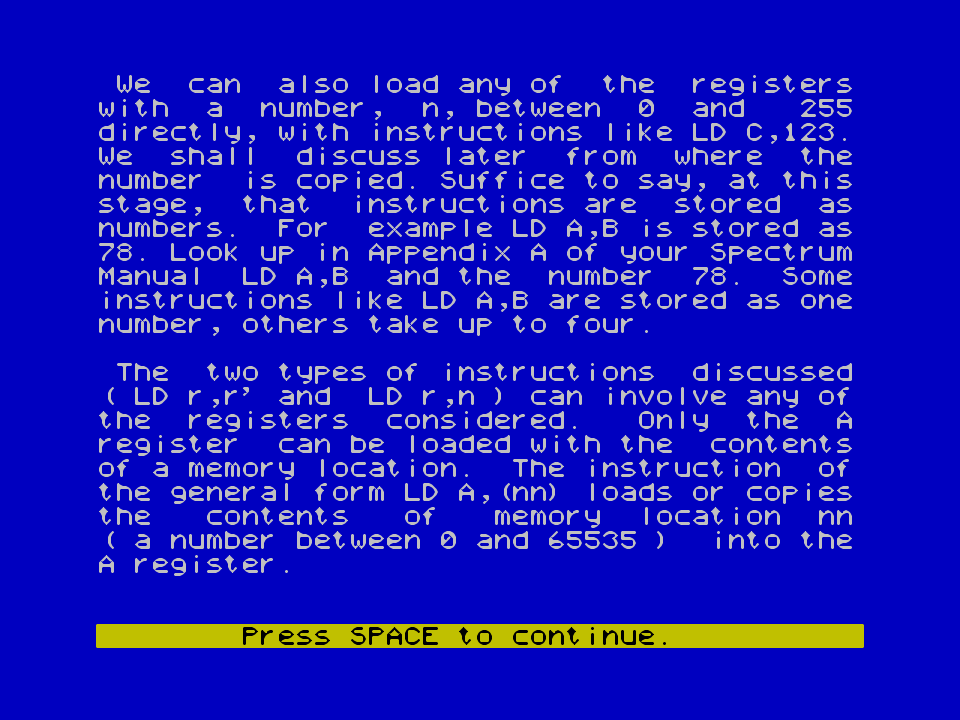 We can also load any of the registers
with a number, n, between 0 and 255
directly, with instructions like LD C,123.
We shall discuss later from where the
number is copied. Suffice to say, at this
stage, that instructions are stored as
numbers. For example LD A,B is stored as
78. Look up in Appendix A of your Spectrum
Manual LD A,B and the number 78. Some
instructions like LD A,B are stored as one
number, others take up to four.
The two types of instructions discussed
( LD r,r' and LD r,n ) can involve any of
the registers considered. Only the A
register can be loaded with the contents
of a memory location. The instruction of
the general form LD A,(nn) loads or copies
the contents of memory location nn
( a number between 0 and 65535 ) into the
A register.
Press SPACE to continue.